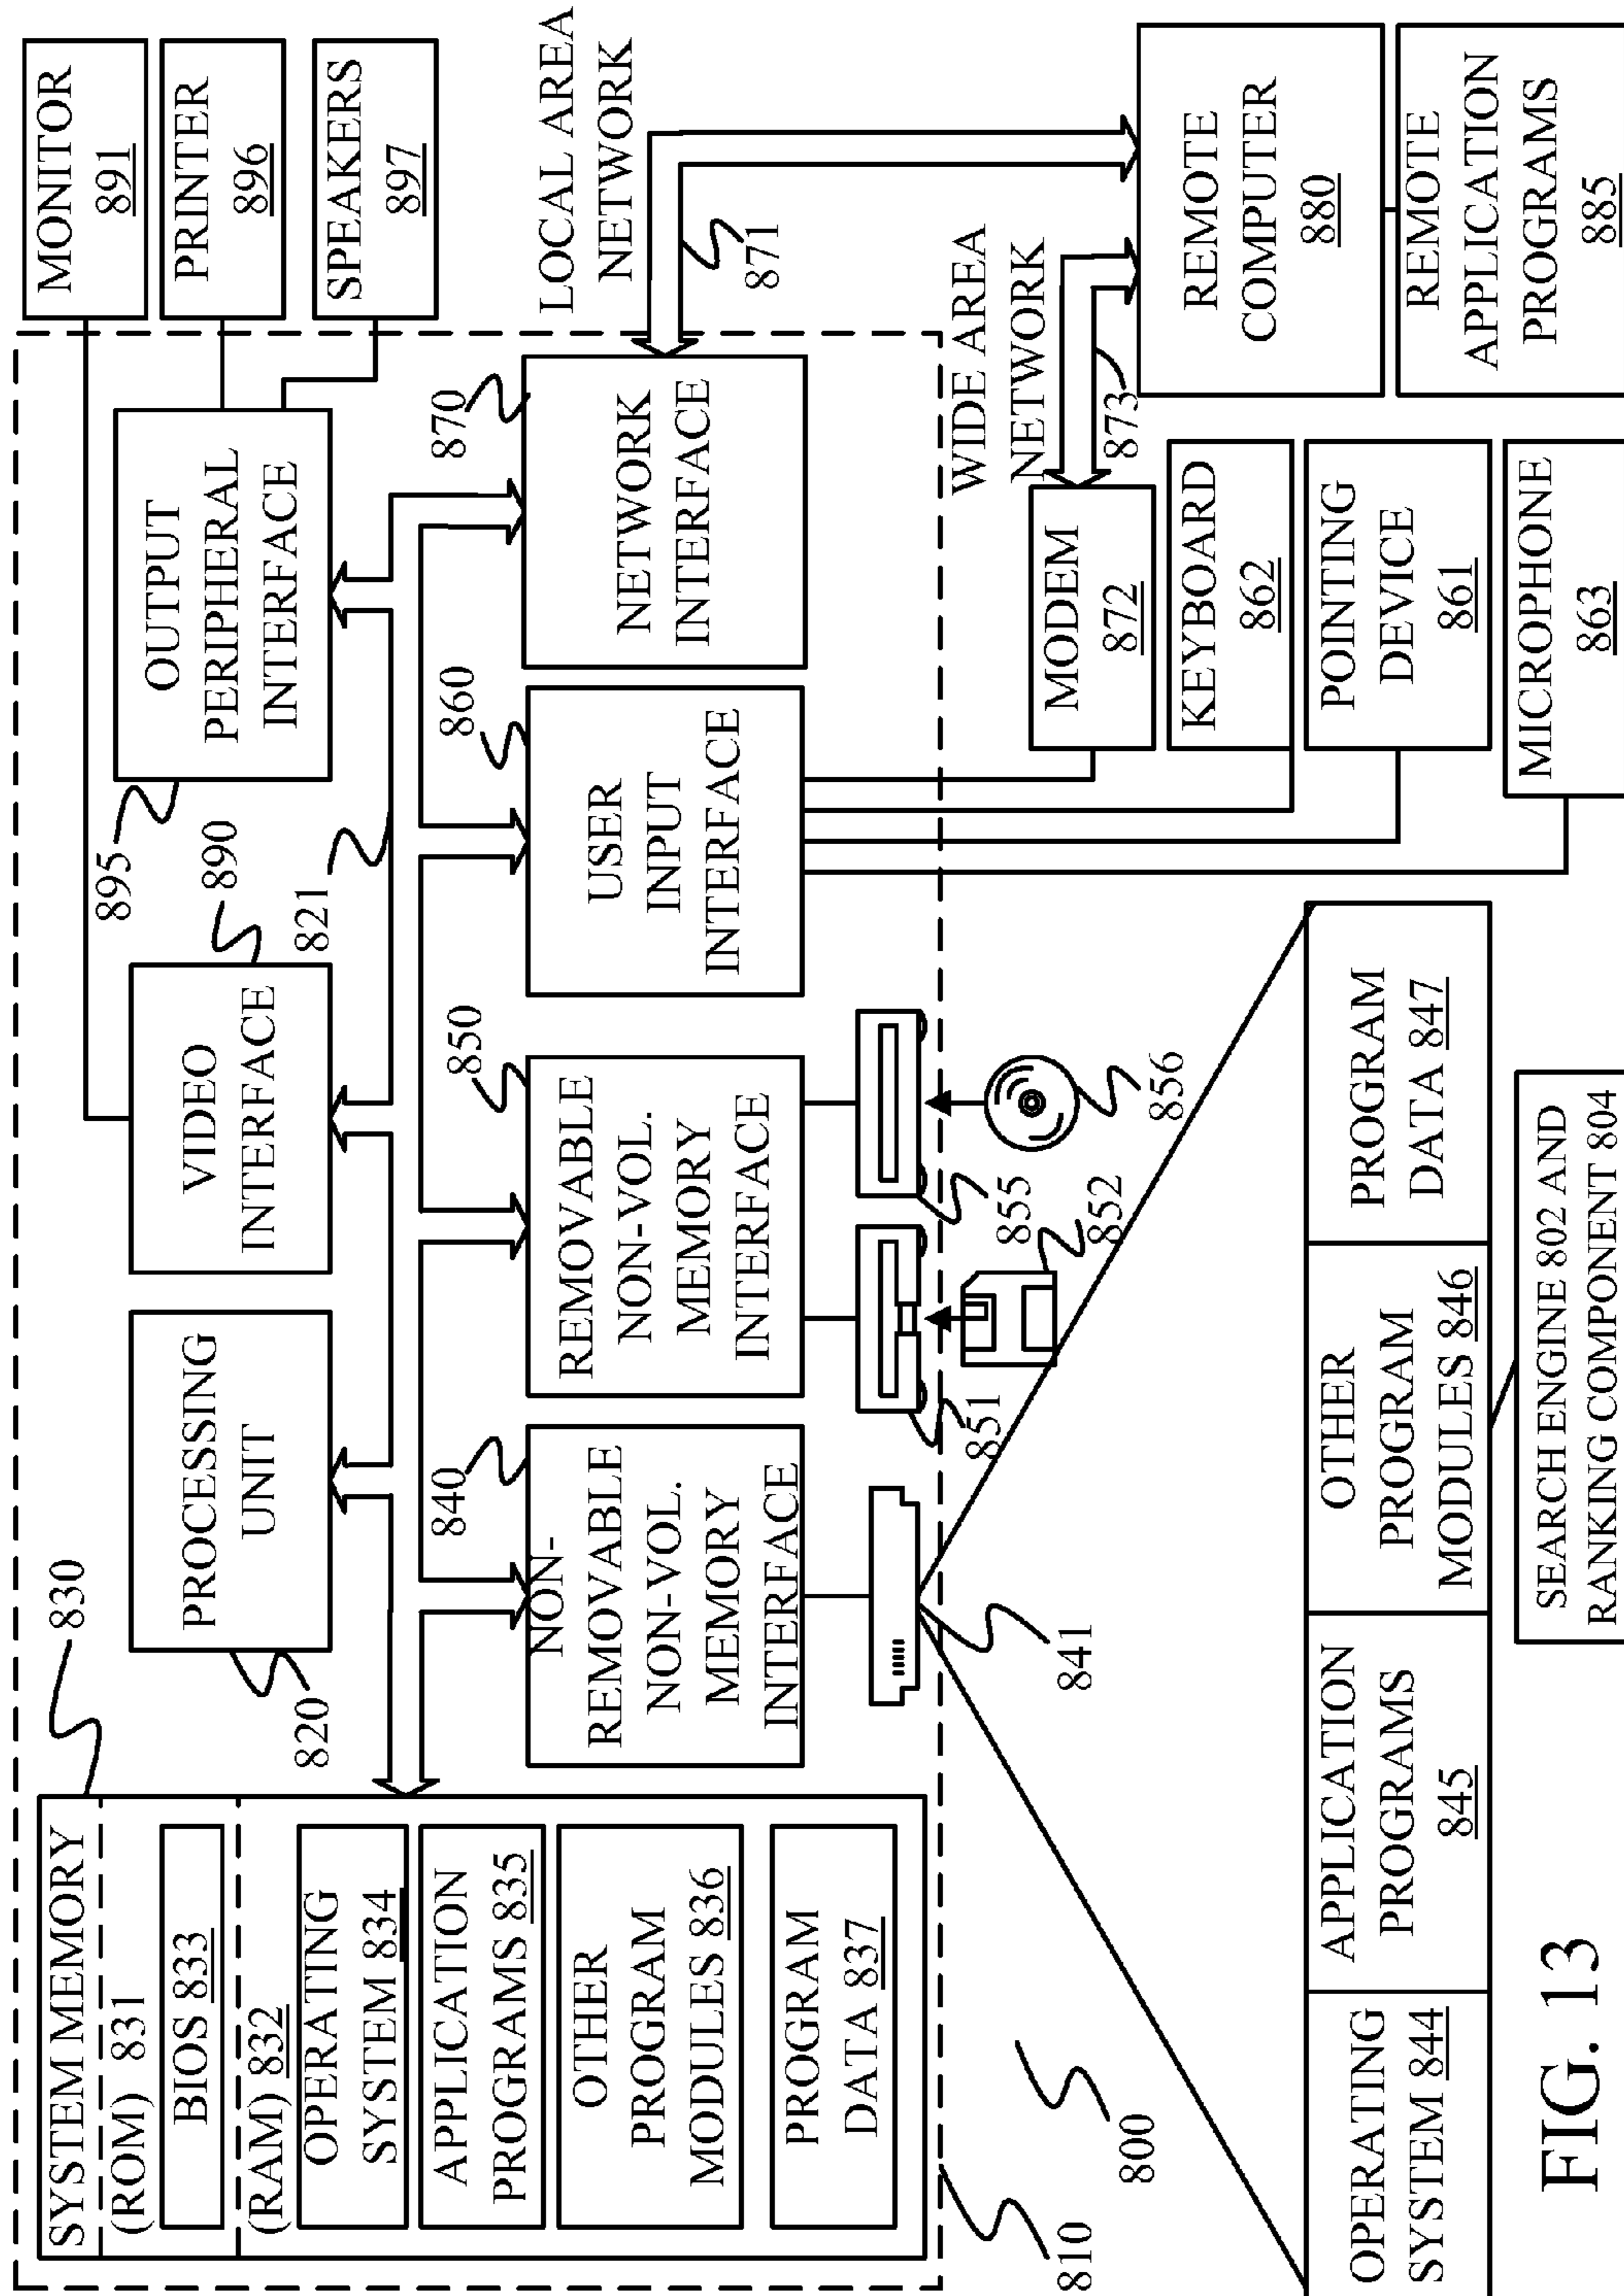 SYSTEM MEMORY
(ROM) 831
BIOS 833
(RAM) 832
OPERATING
SYSTEM 834
APPLICATION
PROGRAMS 835
OTHER
PROGRAM
MODULES 836
PROGRAM
DATA 837
830
820
PROCESSING
UNIT
890
VIDEO
INTERFACE
821
895
OUTPUT
PERIPHERAL
INTERFACE
MONITOR
891
PRINTER
896
SPEAKERS
897
840
NON-
REMOVABLE
NON-VOL.
MEMORY
INTERFACE
850
REMOVABLE
NON-VOL.
MEMORY
INTERFACE
860
USER
INPUT
INTERFACE
870
NETWORK
INTERFACE
LOCAL AREA
NETWORK
871
810
800
841
851
852
855
856
WIDE AREA
NETWORK
873
MODEM
872
KEYBOARD
862
POINTING
DEVICE
861
MICROPHONE
863
REMOTE
COMPUTER
880
REMOTE
APPLICATION
PROGRAMS
885
OPERATING
SYSTEM 844
APPLICATION
PROGRAMS
845
OTHER
PROGRAM
MODULES 846
PROGRAM
DATA 847
SEARCH ENGINE 802 AND
RANKING COMPONENT 804
FIG. 13